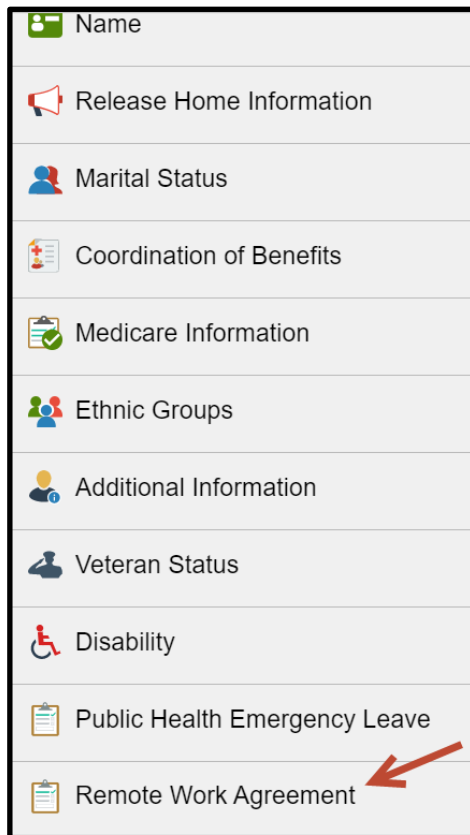 Name
Release Home Information
Marital Status
Coordination of Benefits
Medicare Information
Ethnic Groups
Additional Information
Veteran Status
Disability
Public Health Emergency Leave
Remote Work Agreement